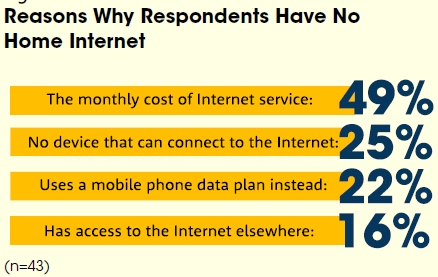 Reasons Why Respondents Have No
Home Internet
The monthly cost of Internet service: 49%
No device that can connect to the Internet: 25%
Uses a mobile phone data plan instead: 22%
Has access to the Internet elsewhere: 16%
(n=43)